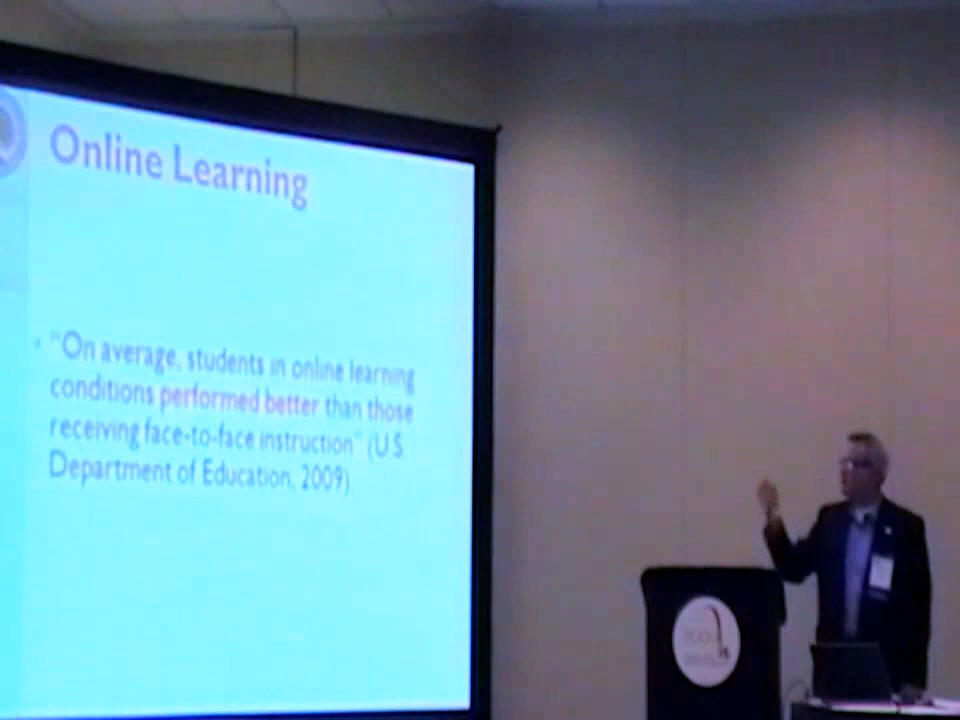 Online Learning
"On average, students in online learning
conditions performed better than those
receiving face-to-face instruction" (U.S.
Department of Education, 2009)